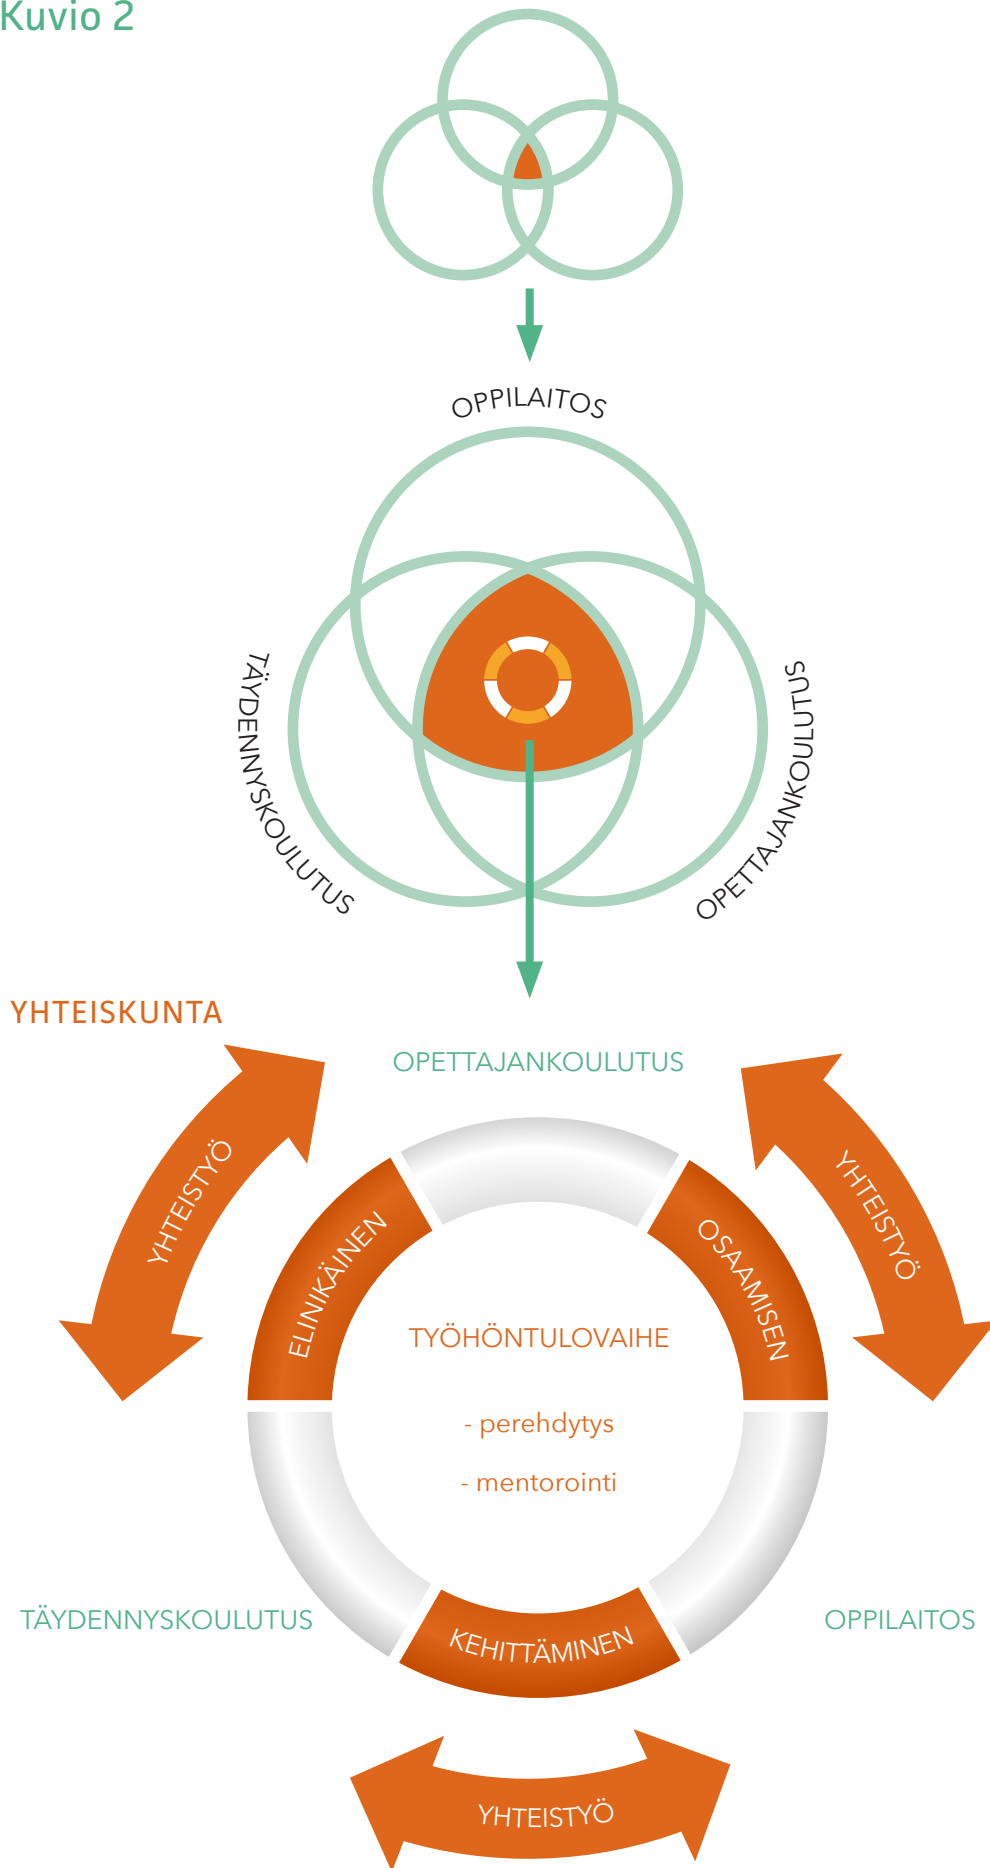 Kuvio 2
OPPILAITOS
TÄYDENNYSKOULUTUS
OPETTAJANKOULUTUS
YHTEISKUNTA
OPETTAJANKOULUTUS
YHTEISTYÖ
YHTEISTYÖ
ELINIKÄINEN
OSAAMISEN
TYÖHÖNTULOVAIHE
- perehdytys
- mentorointi
TÄYDENNYSKOULUTUS
OPPILAITOS
KEHITTÄMINEN
YHTEISTYÖ